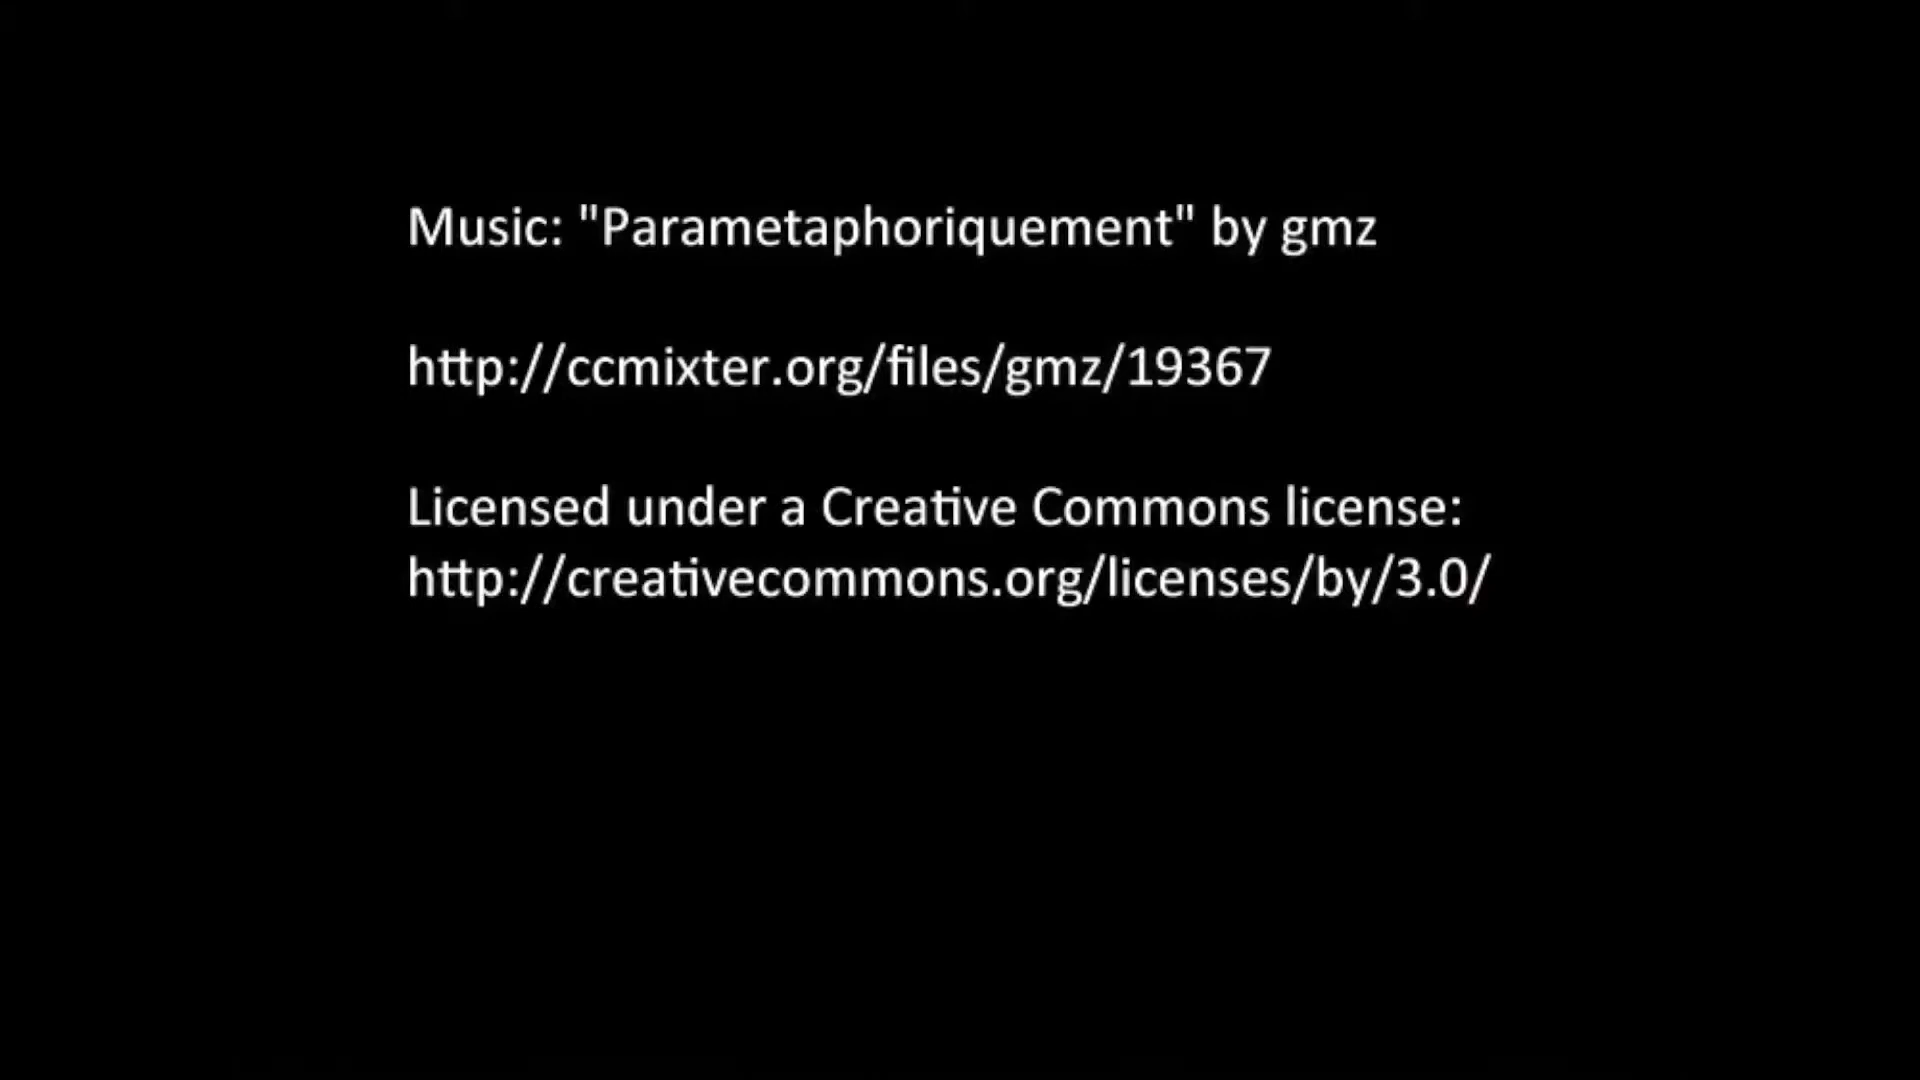 Music: "Parametaphoriquement" by gmz
http://ccmixter.org/files/gmz/19367
Licensed under a Creative Commons license:
http://creativecommons.org/licenses/by/3.0/